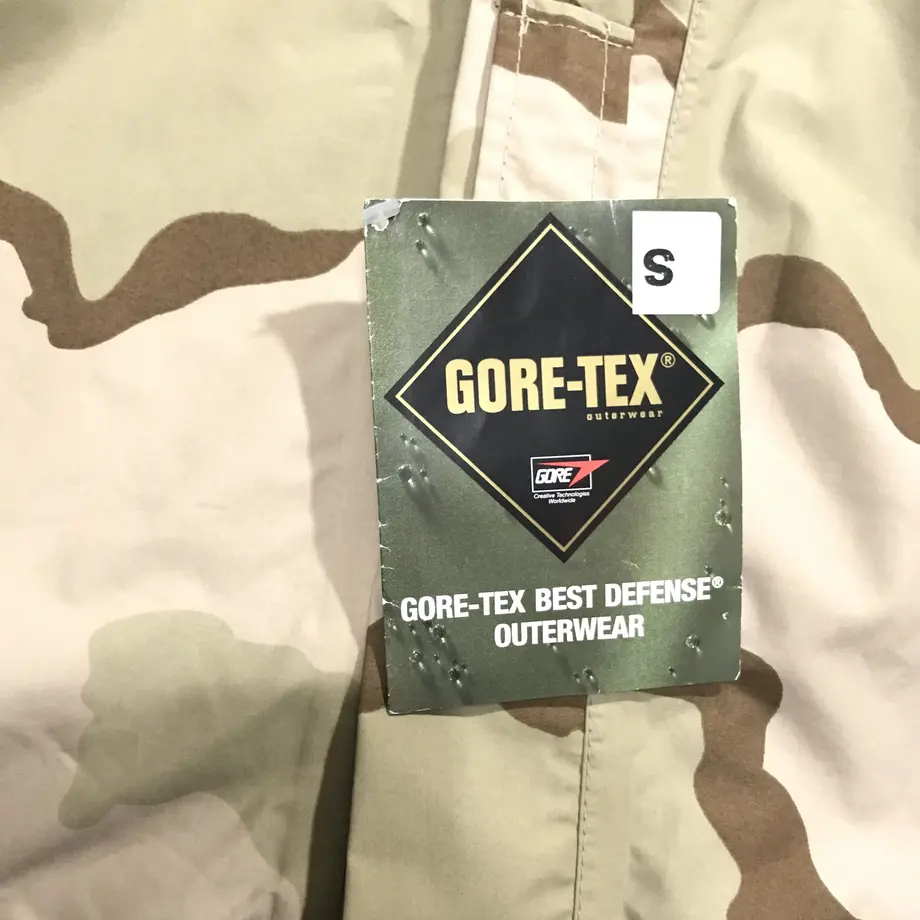 S
GORE-TEX®
outerwear
GORE
Creative Technologies
Worldwide
GORE-TEX BEST DEFENSE®
OUTERWEAR